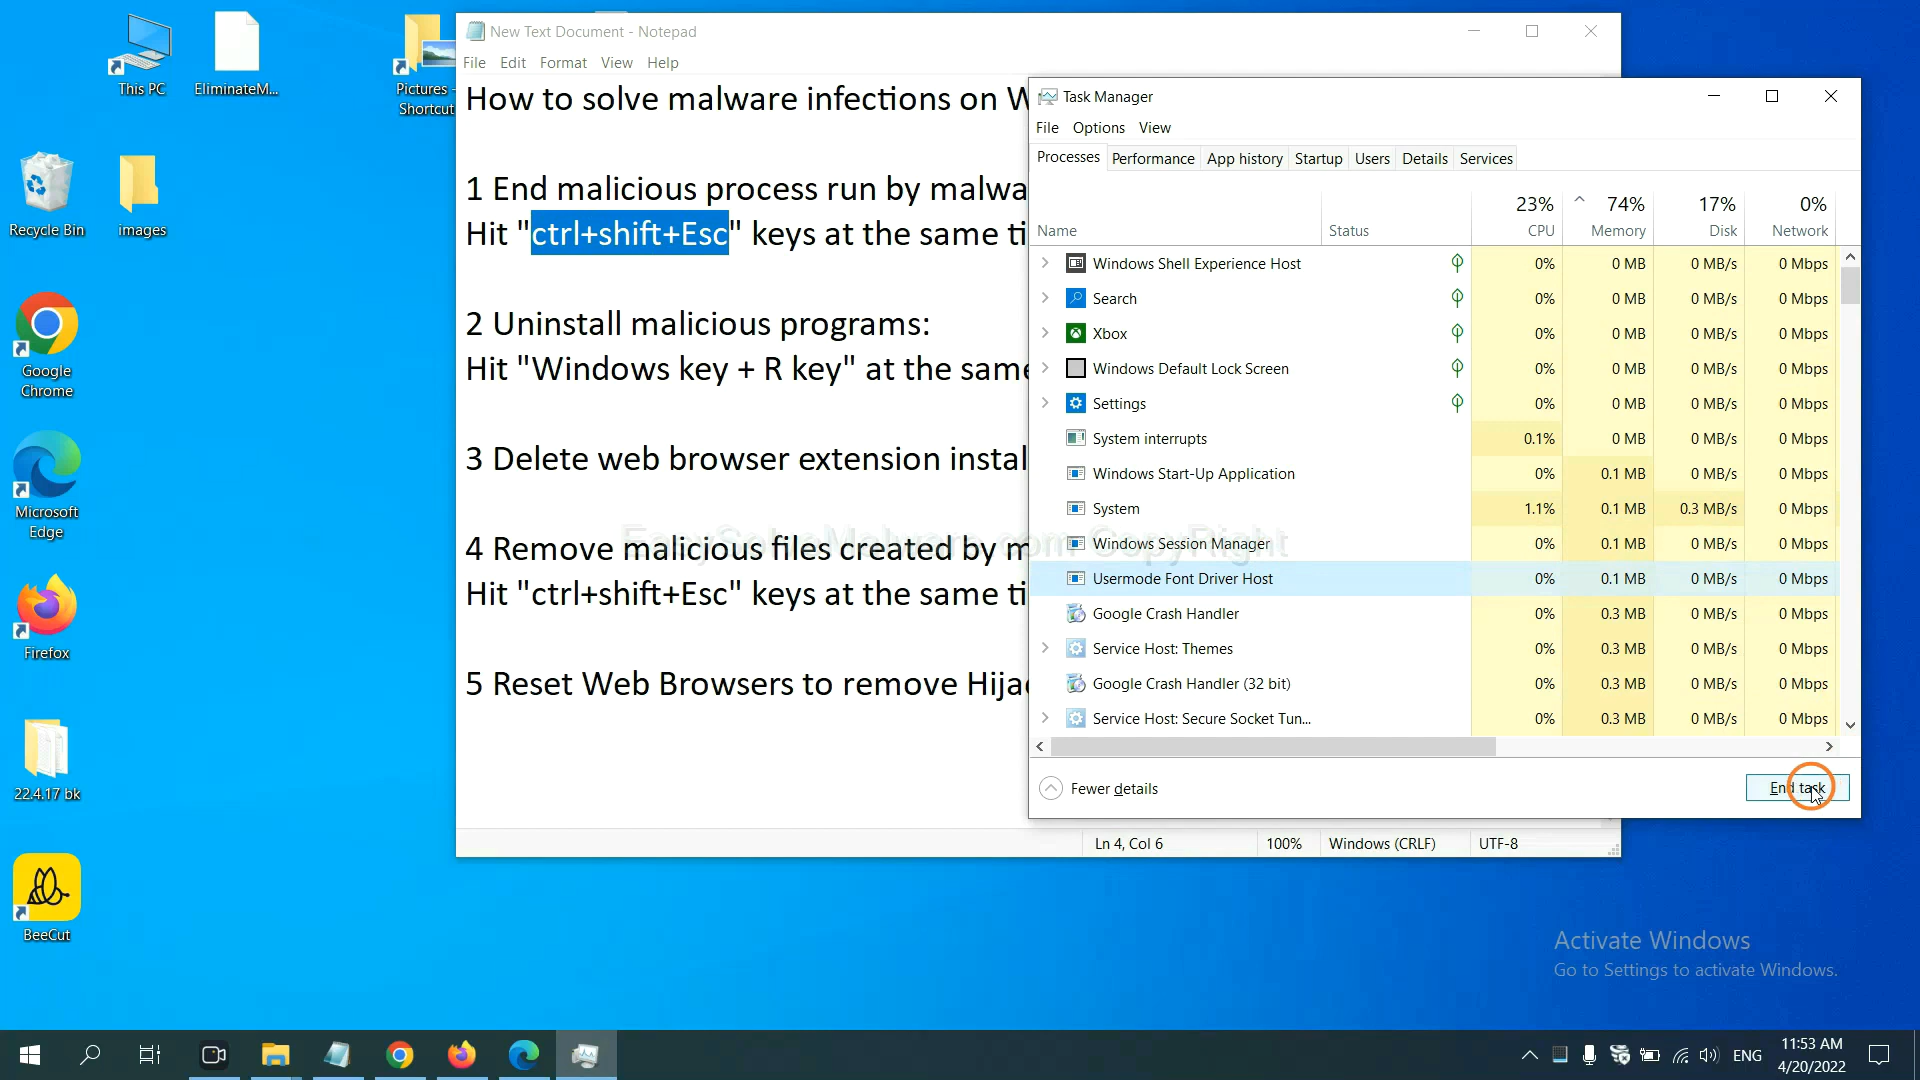 This PC
EliminateM...
Pictures -
Shortcut
Recycle Bin
images
Google
Chrome
Microsoft
Edge
Firefox
22.4.17 bk
BeeCut
New Text Document - Notepad
File Edit Format View Help
How to solve malware infections on W
1 End malicious process run by malwa
Hit "ctrl+shift+Esc" keys at the same ti
2 Uninstall malicious programs:
Hit "Windows key + R key" at the same
3 Delete web browser extension instal
4 Remove malicious files created by m
Hit "ctrl+shift+Esc" keys at the same ti
5 Reset Web Browsers to remove Hijac
EasySolveMalware.com CopyRight
Ln 4, Col 6 100% Windows (CRLF) UTF-8
Task Manager
File Options View
Processes Performance App history Startup Users Details Services
23% 74% 17% 0%
Name Status CPU Memory Disk Network
Windows Shell Experience Host 0% 0 MB 0 MB/s 0 Mbps
Search 0% 0 MB 0 MB/s 0 Mbps
Xbox 0% 0 MB 0 MB/s 0 Mbps
Windows Default Lock Screen 0% 0 MB 0 MB/s 0 Mbps
Settings 0% 0 MB 0 MB/s 0 Mbps
System interrupts 0.1% 0 MB 0 MB/s 0 Mbps
Windows Start-Up Application 0% 0.1 MB 0 MB/s 0 Mbps
System 1.1% 0.1 MB 0.3 MB/s 0 Mbps
Windows Session Manager 0% 0.1 MB 0 MB/s 0 Mbps
Usermode Font Driver Host 0% 0.1 MB 0 MB/s 0 Mbps
Google Crash Handler 0% 0.3 MB 0 MB/s 0 Mbps
Service Host: Themes 0% 0.3 MB 0 MB/s 0 Mbps
Google Crash Handler (32 bit) 0% 0.3 MB 0 MB/s 0 Mbps
Service Host: Secure Socket Tun... 0% 0.3 MB 0 MB/s 0 Mbps
Fewer details
End task
Activate Windows
Go to Settings to activate Windows.
ENG
11:53 AM
4/20/2022